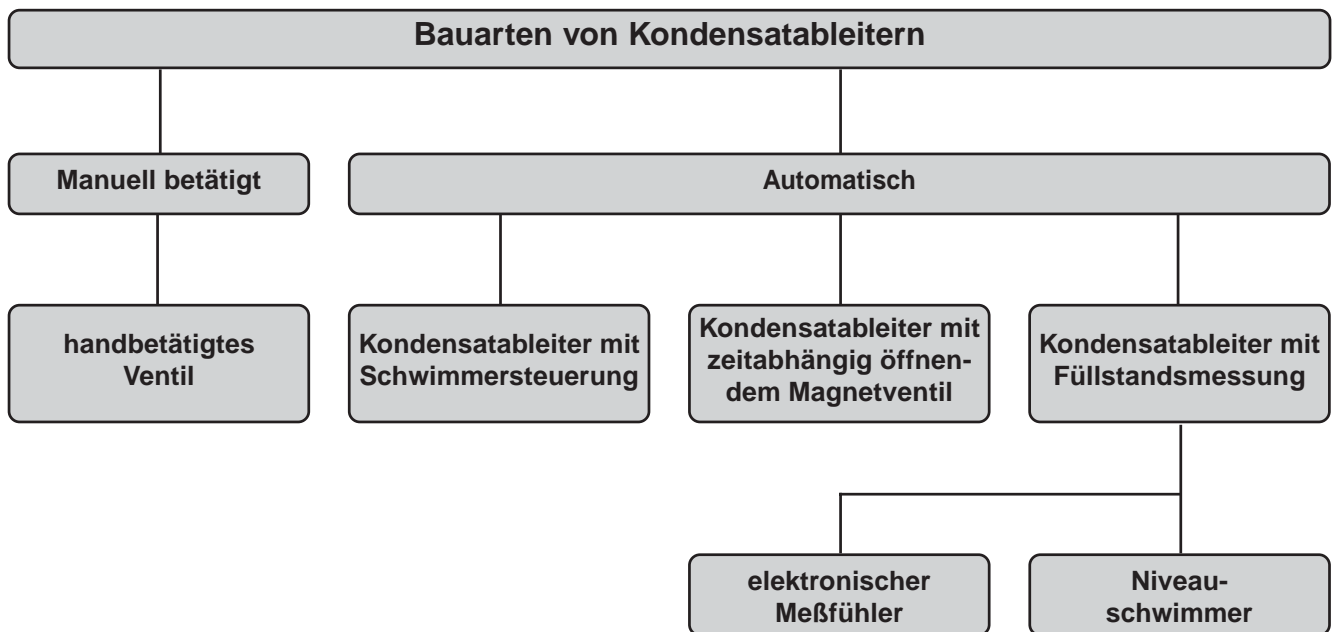 Bauarten von Kondensatableitern
Manuell betätigt
Automatisch
handbetätigtes
Ventil
Kondensatableiter mit
Schwimmersteuerung
Kondensatableiter mit
zeitabhängig öffnen-
dem Magnetventil
Kondensatableiter mit
Füllstandsmessung
elektronischer
Meßfühler
Niveau-
schwimmer